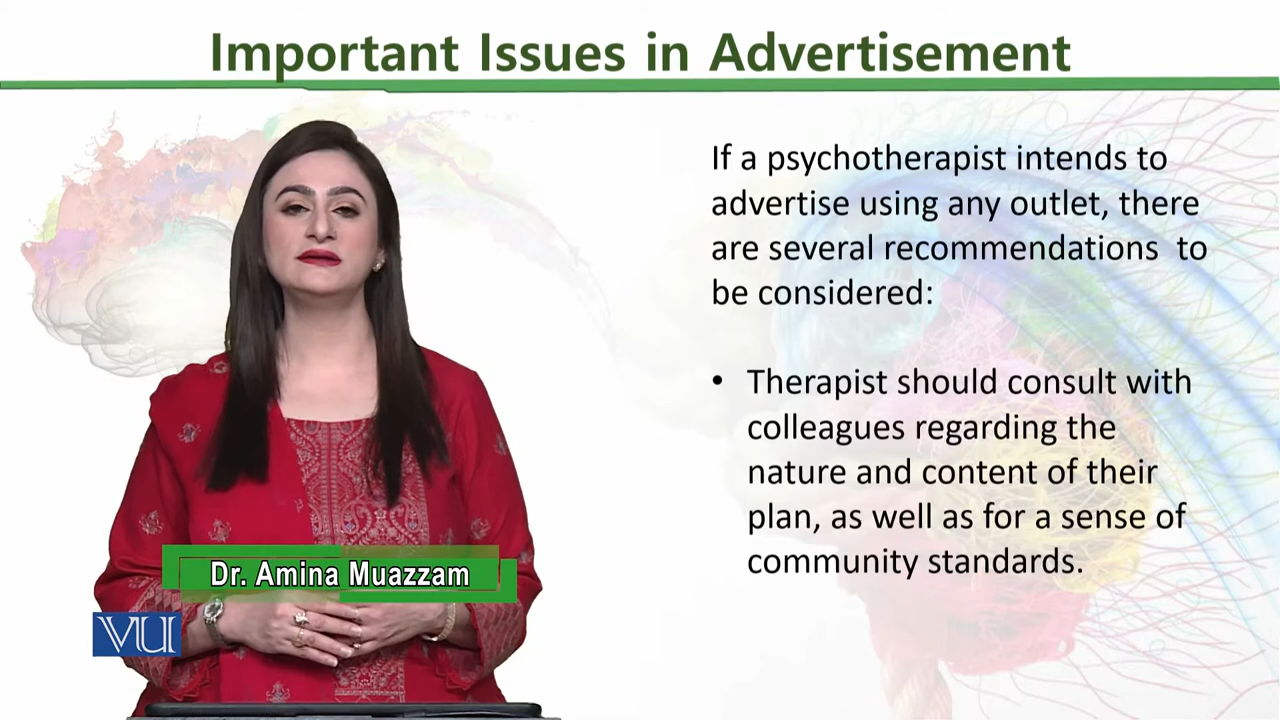 Important Issues in Advertisement
If a psychotherapist intends to
advertise using any outlet, there
are several recommendations to
be considered:
• Therapist should consult with
colleagues regarding the
nature and content of their
plan, as well as for a sense of
community standards.
Dr. Amina Muazzam
VU